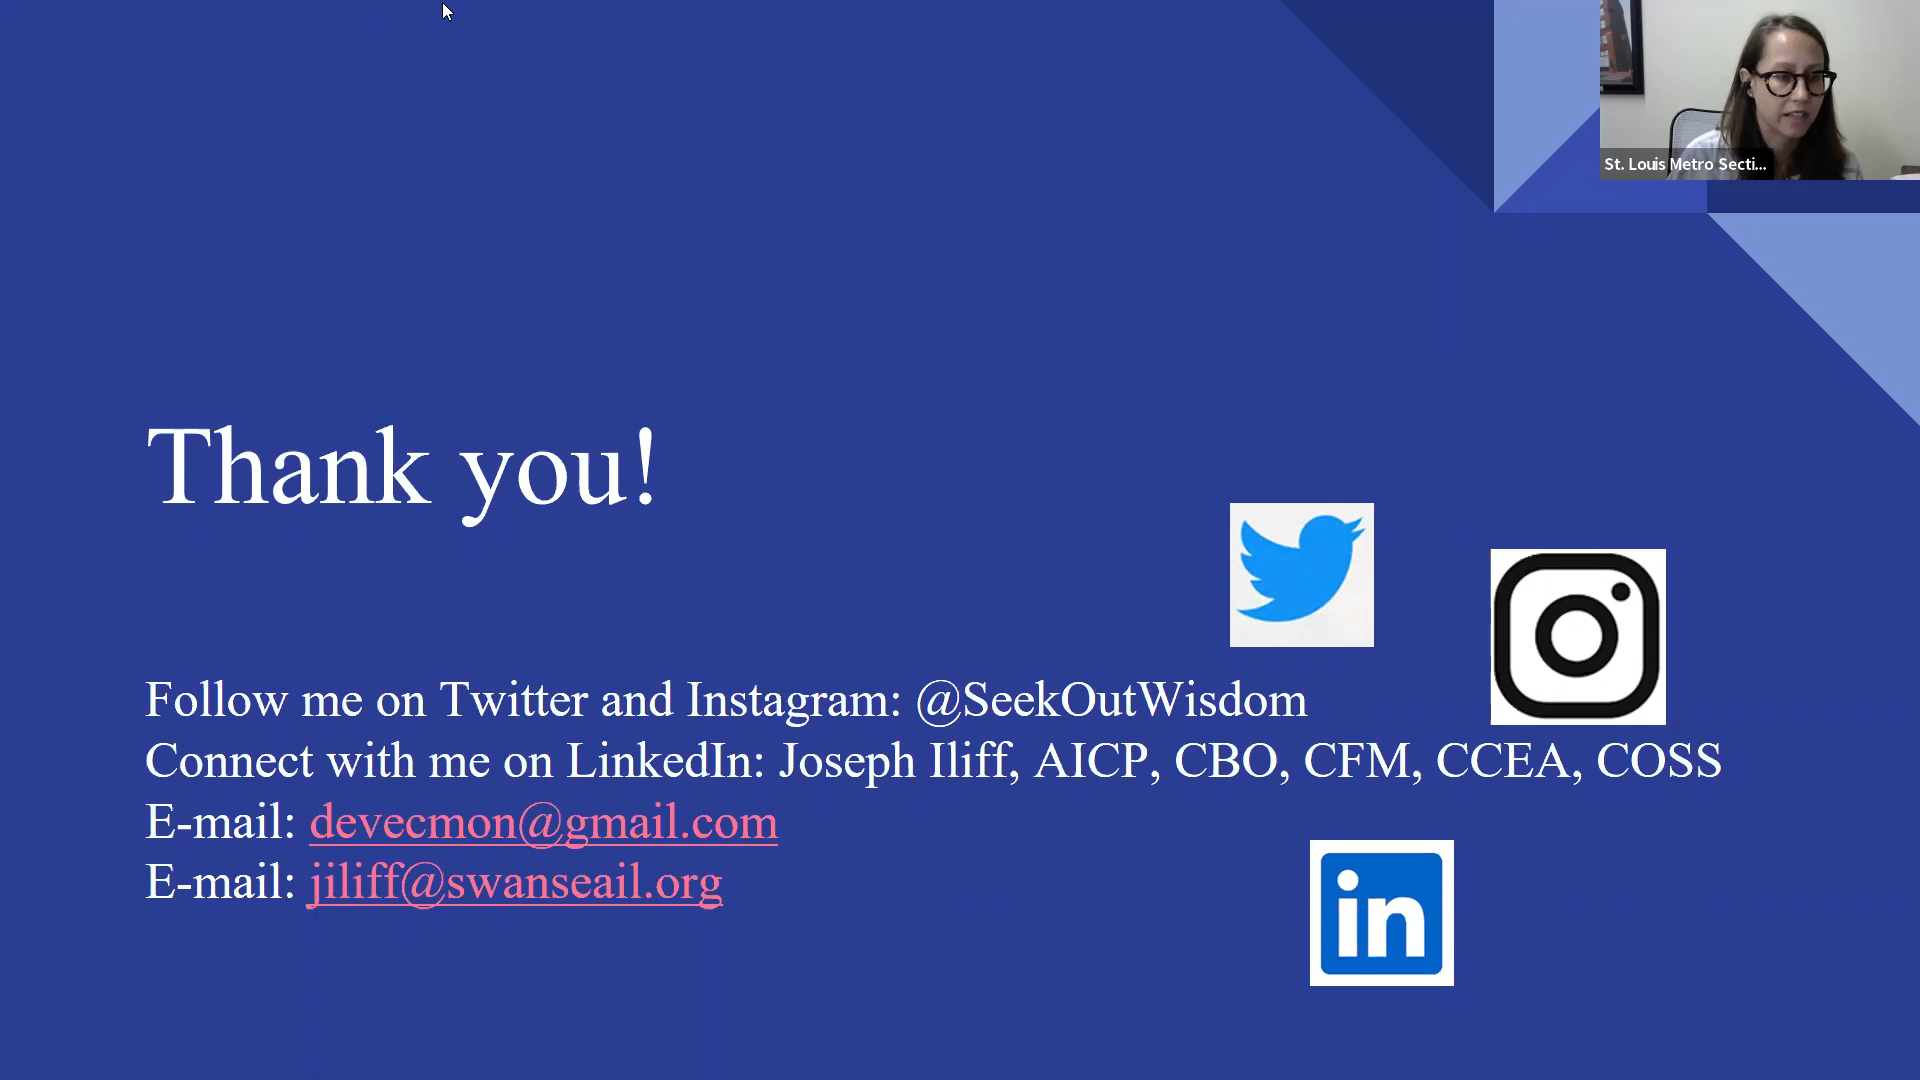 St. Louis Metro Secti...
Thank you!
Follow me on Twitter and Instagram: @SeekOutWisdom
Connect with me on LinkedIn: Joseph Iliff, AICP, CBO, CFM, CCEA, COSS
E-mail: devecmon@gmail.com
E-mail: jiliff@swanseail.org
in